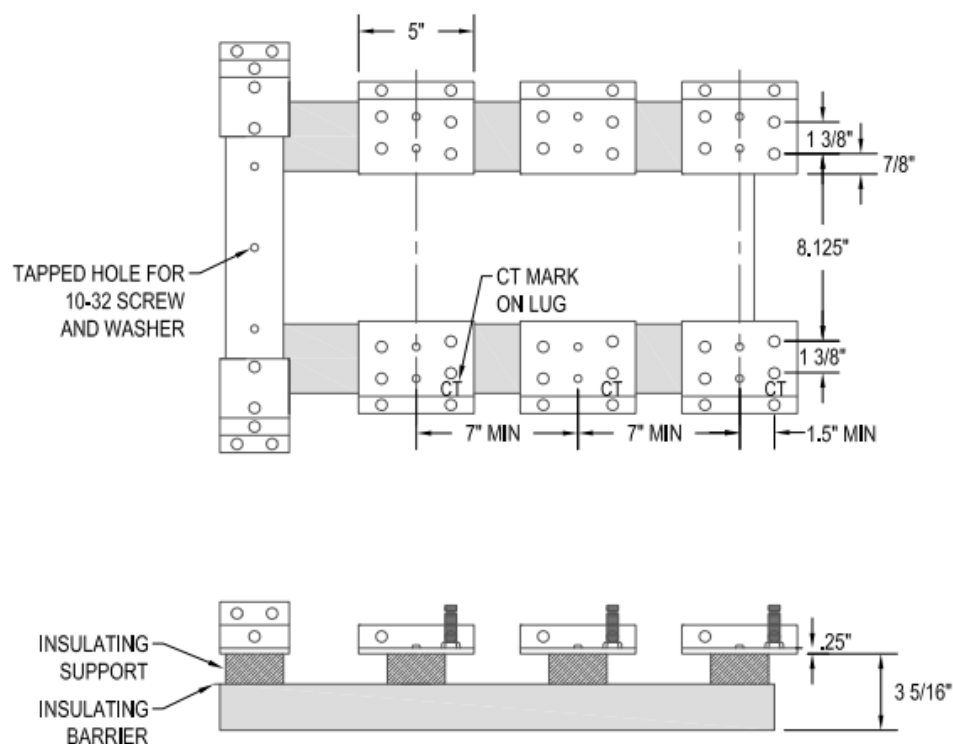 5"
1 3/8"
7/8"
8.125"
TAPPED HOLE FOR
10-32 SCREW
AND WASHER
CT MARK
ON LUG
1 3/8"
CT
CT
CT
7" MIN
7" MIN
1.5" MIN
INSULATING
SUPPORT
.25"
3 5/16"
INSULATING
BARRIER